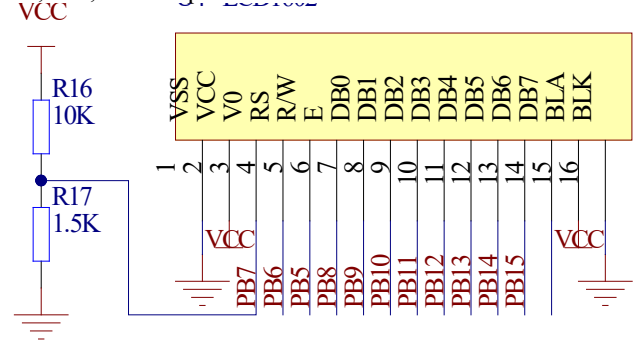 VCC
R16
10K
R17
1.5K
VSS
VCC
V0
RS
R/W
E
DB0
DB1
DB2
DB3
DB4
DB5
DB6
DB7
BLA
BLK
1
2
3
4
5
6
7
8
9
10
11
12
13
14
15
16
VCC
VCC
PB7
PB6
PB5
PB8
PB9
PB10
PB11
PB12
PB13
PB14
PB15